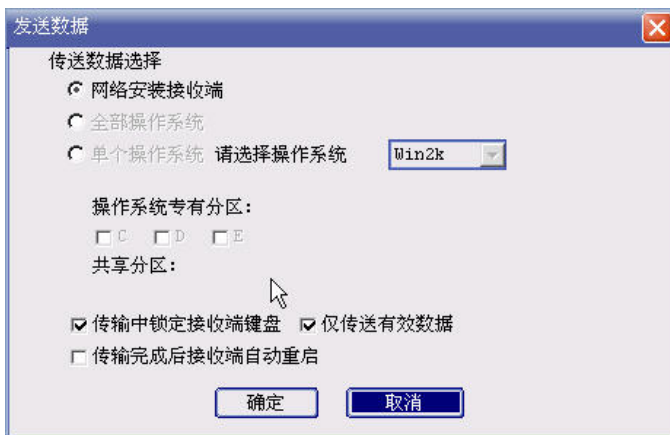 发送数据
传送数据选择
网络安装接收端
全部操作系统
单个操作系统 请选择操作系统 Win2k
操作系统专有分区：
C D E
共享分区：
传输中锁定接收端键盘 仅传送有效数据
传输完成后接收端自动重启
确定 取消